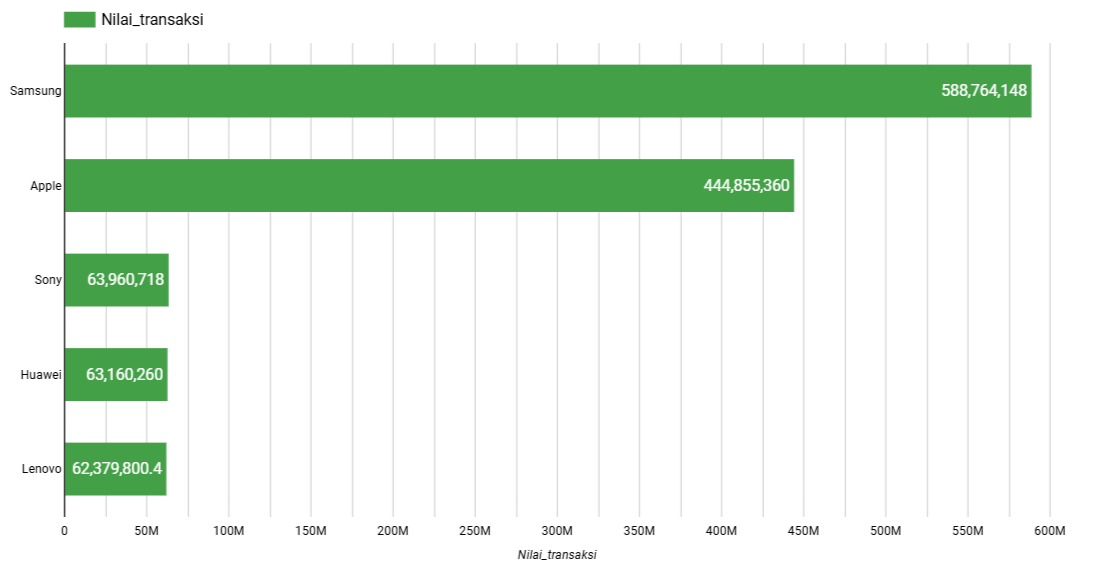 Nilai_transaksi
Samsung 588,764,148
Apple 444,855,360
Sony 63,960,718
Huawei 63,160,260
Lenovo 62,379,800.4
0 50M 100M 150M 200M 250M 300M 350M 400M 450M 500M 550M 600M
Nilai_transaksi